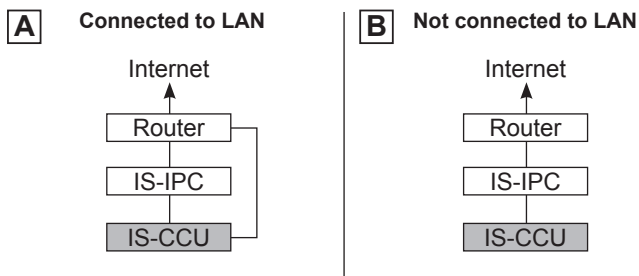 A Connected to LAN
Internet
Router
IS-IPC
IS-CCU
B Not connected to LAN
Internet
Router
IS-IPC
IS-CCU